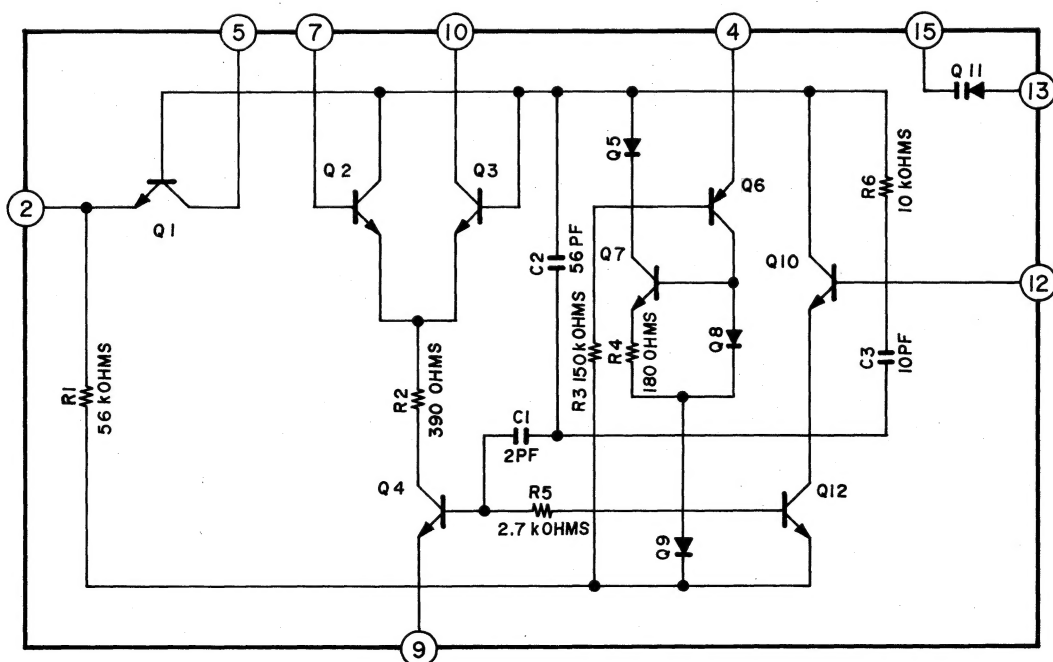 5
7
10
4
15
Q11
13
Q2
Q3
Q5
Q6
R6
10 kOHMS
2
Q1
C2
56 PF
Q7
Q10
12
R1
56 kOHMS
R2
390 OHMS
R3 150 kOHMS
R4
180 OHMS
Q8
C3
10PF
C1
2PF
Q4
R5
2.7 kOHMS
Q12
Q9
9